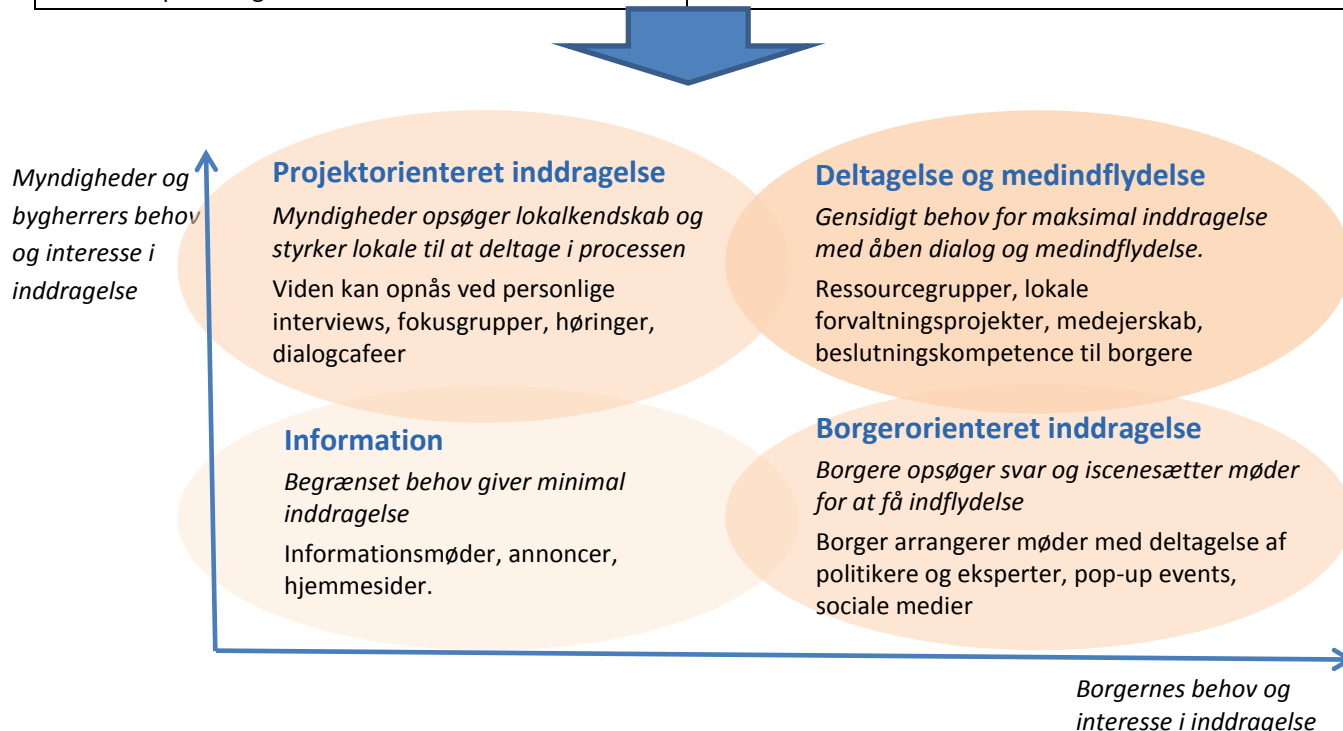 Myndigheder og
bygherrers behov
og interesse i
inddragelse
Projektorienteret inddragelse
Myndigheder opsøger lokalkendskab og
styrker lokale til at deltage i processen
Viden kan opnås ved personlige
interviews, fokusgrupper, høringer,
dialogcafeer
Deltagelse og medindflydelse
Gensidigt behov for maksimal inddragelse
med åben dialog og medindflydelse.
Ressourcegrupper, lokale
forvaltningsprojekter, medejerskab,
beslutningskompetence til borgere
Information
Begrænset behov giver minimal
inddragelse
Informationsmøder, annoncer,
hjemmesider.
Borgerorienteret inddragelse
Borgere opsøger svar og iscenesætter møder
for at få indflydelse
Borger arrangerer møder med deltagelse af
politikere og eksperter, pop-up events,
sociale medier
Borgernes behov og
interesse i inddragelse